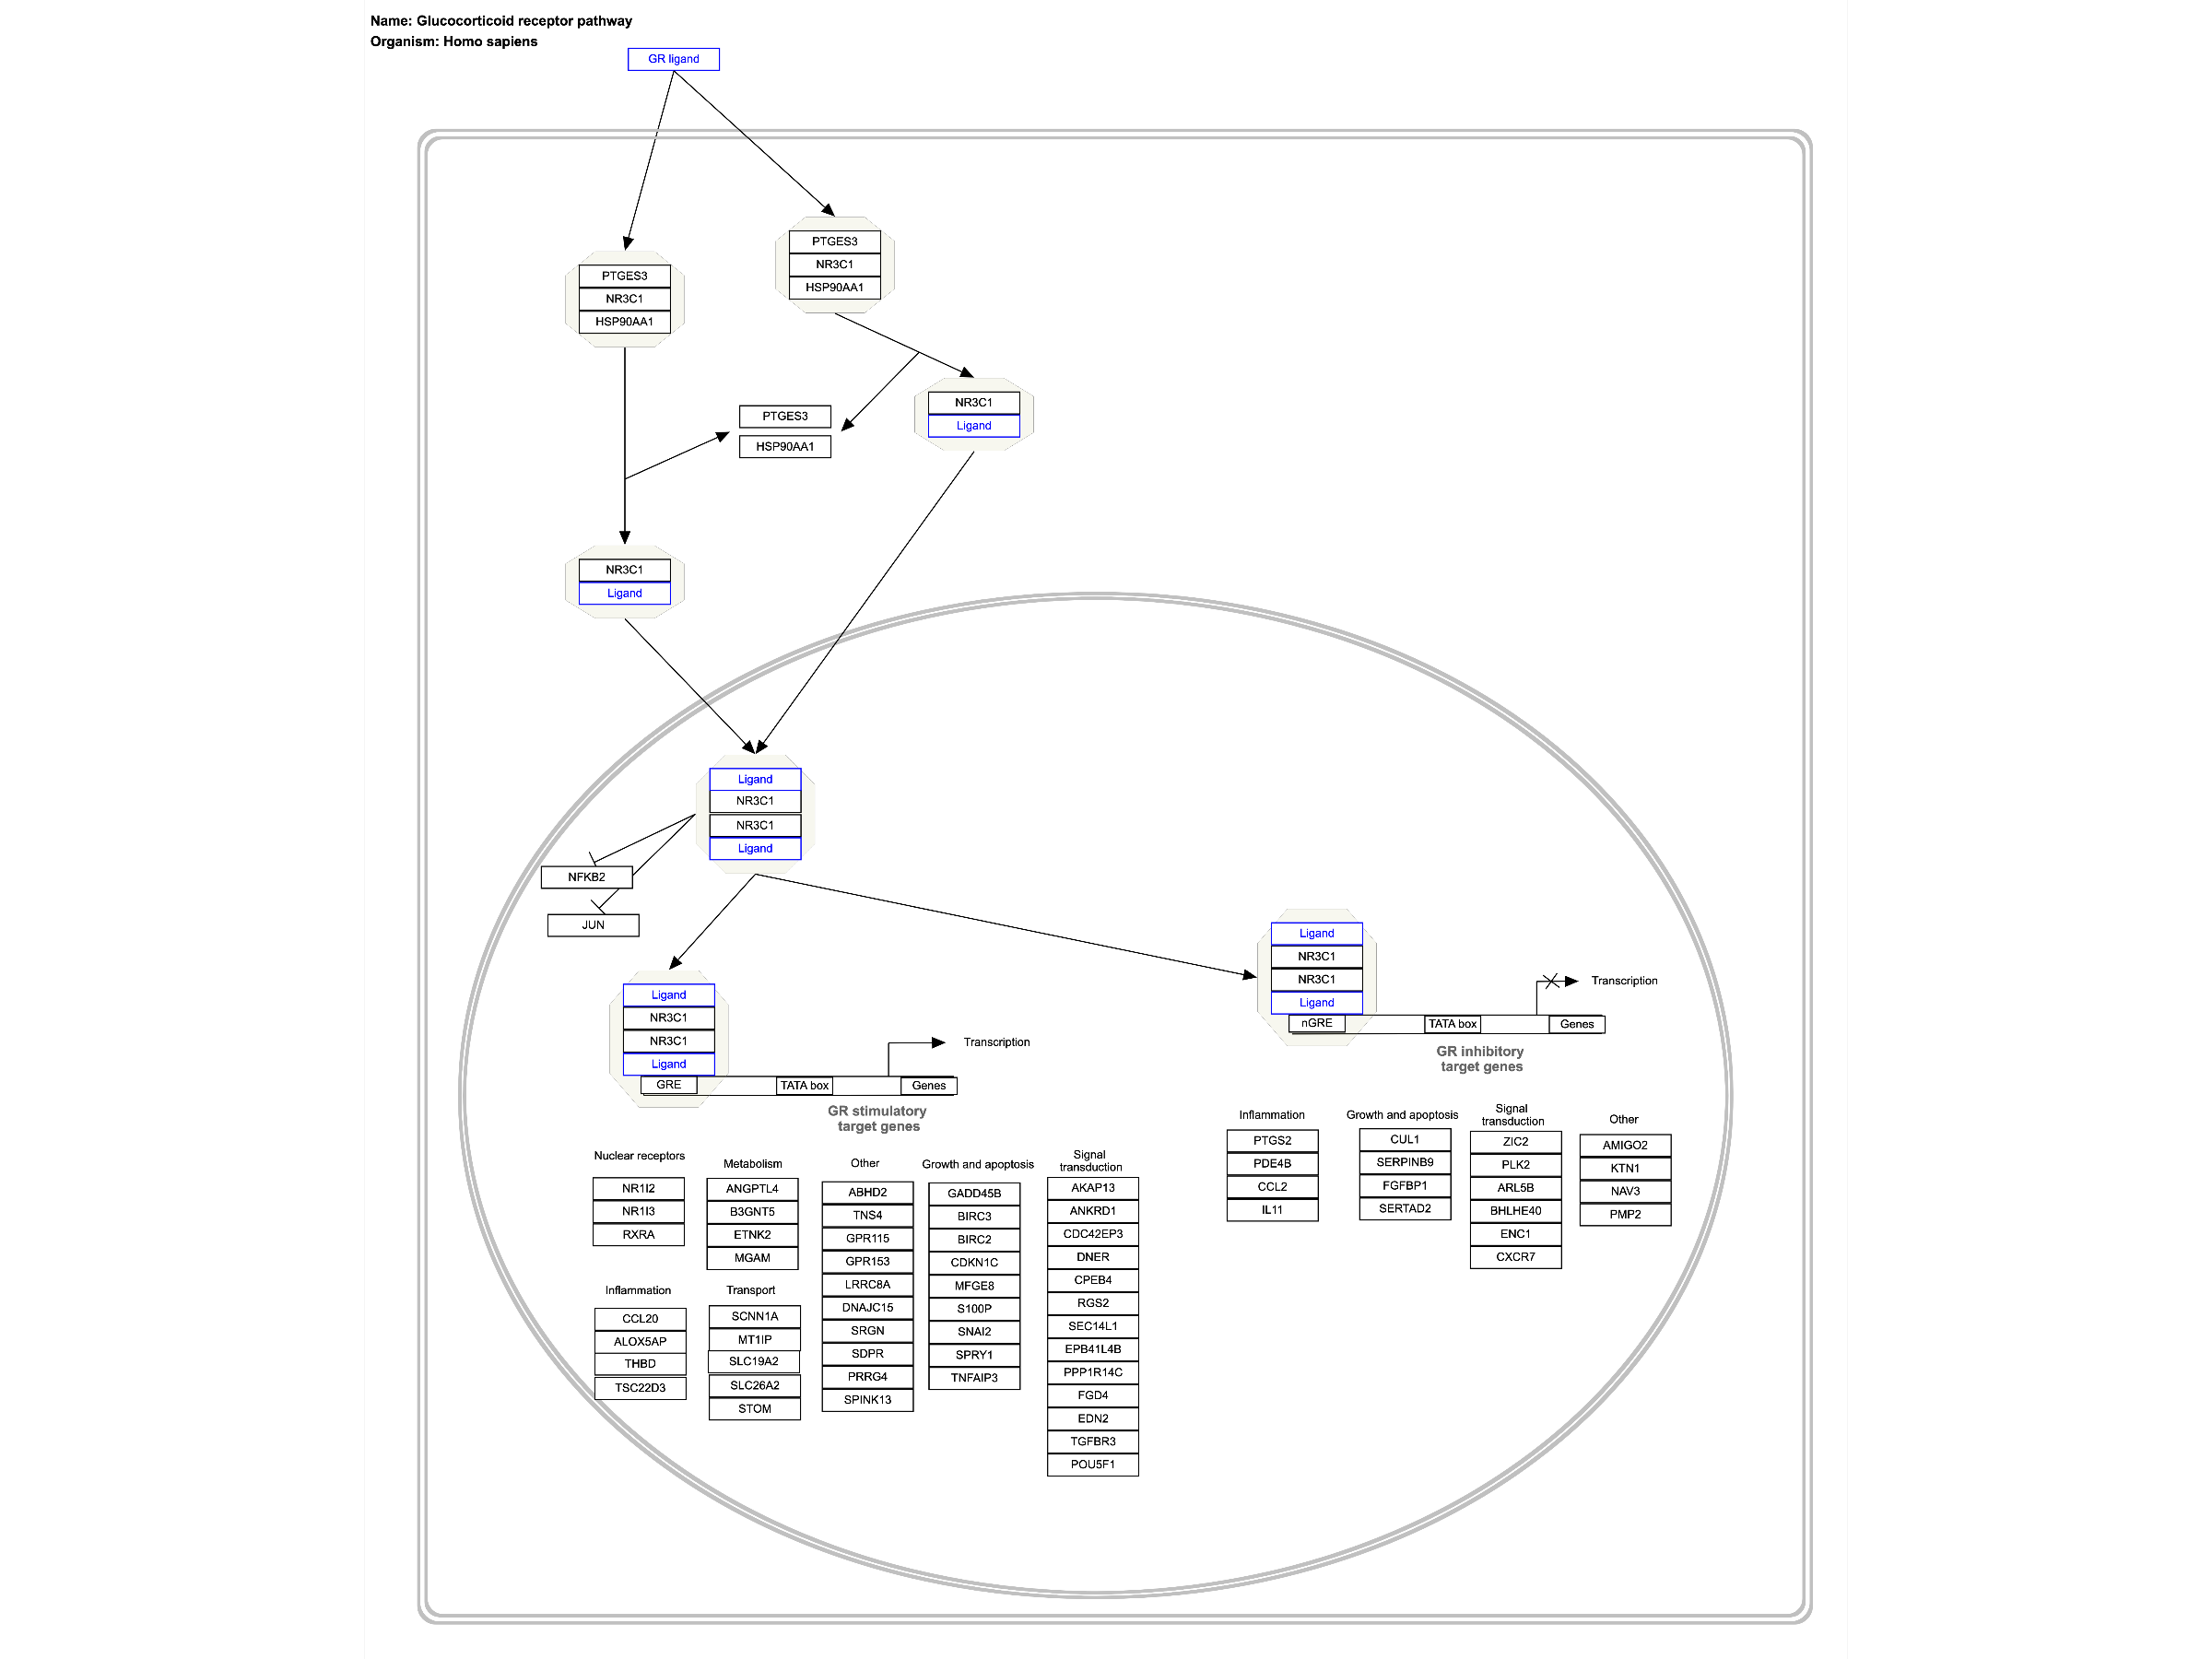 Name: Glucocorticoid receptor pathway
Organism: Homo sapiens
GR ligand
PTGES3
NR3C1
HSP90AA1
PTGES3
NR3C1
HSP90AA1
PTGES3
HSP90AA1
NR3C1
Ligand
NR3C1
Ligand
Ligand
NR3C1
NR3C1
Ligand
NFKB2
JUN
Ligand
NR3C1
NR3C1
Ligand
GRE
TATA box
Genes
Transcription
GR stimulatory
target genes
Ligand
NR3C1
NR3C1
Ligand
nGRE
TATA box
Genes
Transcription
GR inhibitory
target genes
Nuclear receptors
NR1I2
NR1I3
RXRA
Inflammation
CCL20
ALOX5AP
THBD
TSC22D3
Metabolism
ANGPTL4
B3GNT5
ETNK2
MGAM
Transport
SCNN1A
MT1IP
SLC19A2
SLC26A2
STOM
Other
ABHD2
TNS4
GPR115
GPR153
LRRC8A
DNAJC15
SRGN
SDPR
PRRG4
SPINK13
Growth and apoptosis
GADD45B
BIRC3
BIRC2
CDKN1C
MFGE8
S100P
SNAI2
SPRY1
TNFAIP3
Signal
transduction
AKAP13
ANKRD1
CDC42EP3
DNER
CPEB4
RGS2
SEC14L1
EPB41L4B
PPP1R14C
FGD4
EDN2
TGFBR3
POU5F1
Inflammation
PTGS2
PDE4B
CCL2
IL11
Growth and apoptosis
CUL1
SERPINB9
FGFBP1
SERTAD2
Signal
transduction
ZIC2
PLK2
ARL5B
BHLHE40
ENC1
CXCR7
Other
AMIGO2
KTN1
NAV3
PMP2